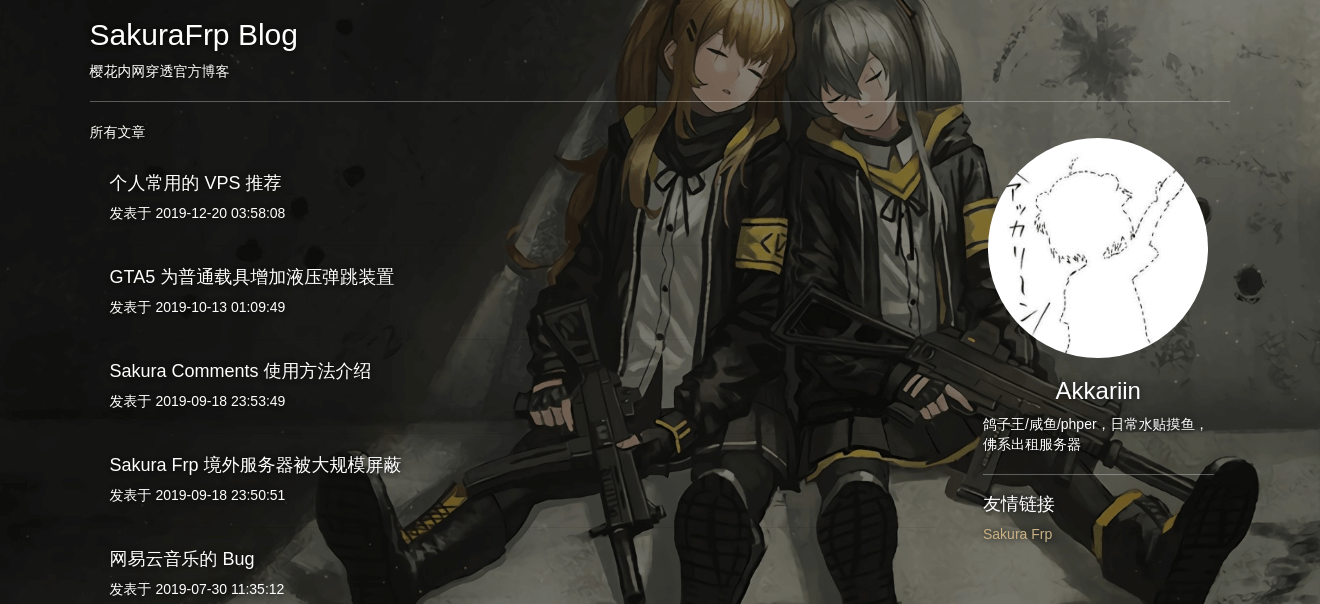 SakuraFrp Blog
樱花内网穿透官方博客
所有文章
个人常用的 VPS 推荐
发表于 2019-12-20 03:58:08
GTA5 为普通载具增加液压弹跳装置
发表于 2019-10-13 01:09:49
Sakura Comments 使用方法介绍
发表于 2019-09-18 23:53:49
Sakura Frp 境外服务器被大规模屏蔽
发表于 2019-09-18 23:50:51
网易云音乐的 Bug
发表于 2019-07-30 11:35:12
アッカリ～ン
Akkariin
鸽子王/咸鱼/phper，日常水贴摸鱼，
佛系出租服务器
友情链接
Sakura Frp